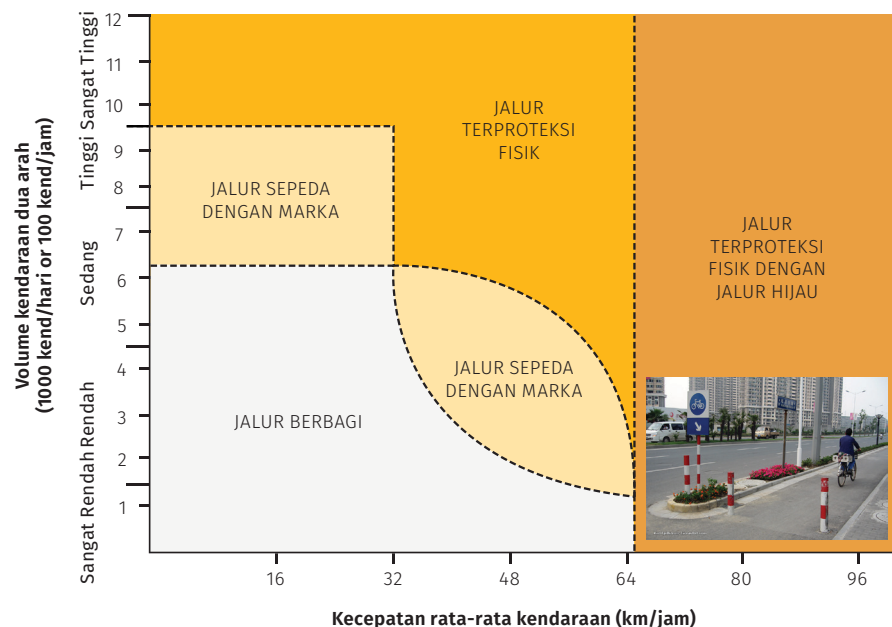 Volume kendaraan dua arah
(1000 kend/hari or 100 kend/jam)
Sangat Tinggi
Tinggi
Sedang
Rendah
Sangat Rendah
12
11
10
9
8
7
6
5
4
3
2
1
JALUR SEPEDA
DENGAN MARKA
JALUR
TERPROTEKSI
FISIK
JALUR
TERPROTEKSI
FISIK DENGAN
JALUR HIJAU
JALUR SEPEDA
DENGAN MARKA
JALUR BERBAGI
16
32
48
64
80
96
Kecepatan rata-rata kendaraan (km/jam)